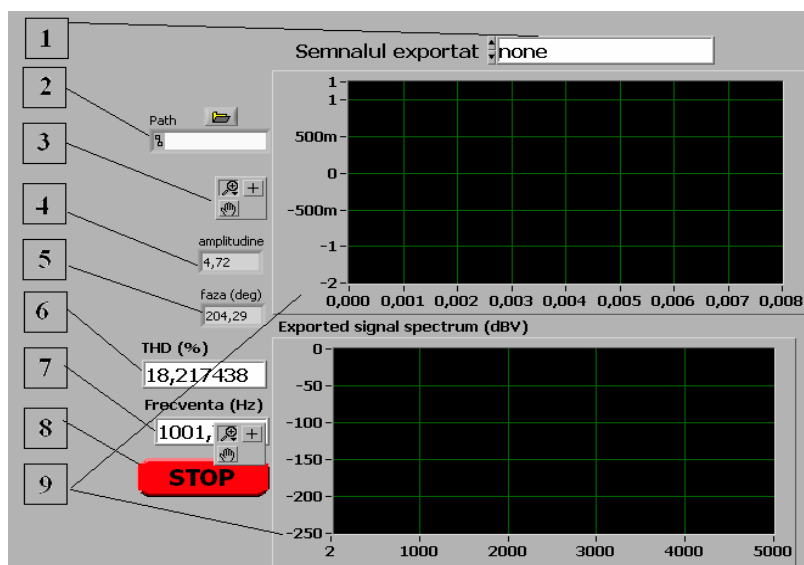 1
Semnalul exportat none
2
Path
3
4
amplitudine
4,72
5
faza (deg)
204,29
6
THD (%)
18,217438
7
Frecventa (Hz)
1001,
8
STOP
9
1
1
500m
0
-500m
-1
-2
0,000 0,001 0,002 0,003 0,004 0,005 0,006 0,007 0,008
Exported signal spectrum (dBV)
0
-50
-100
-150
-200
-250
2 1000 2000 3000 4000 5000